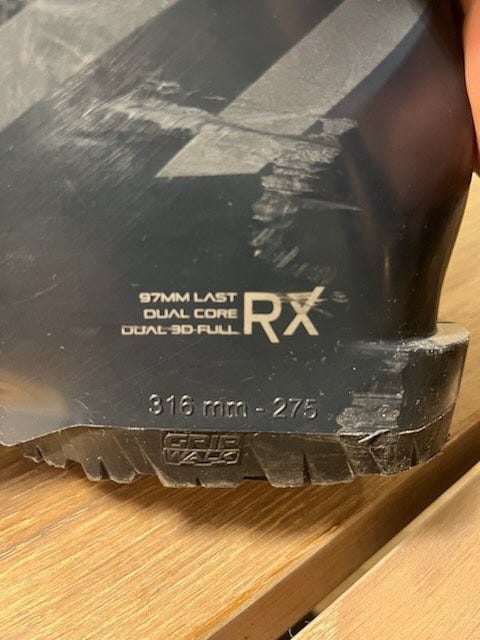 97MM LAST
DUAL CORE
DUAL 3D FULL
RX
316 mm - 275
GRIP
WALK